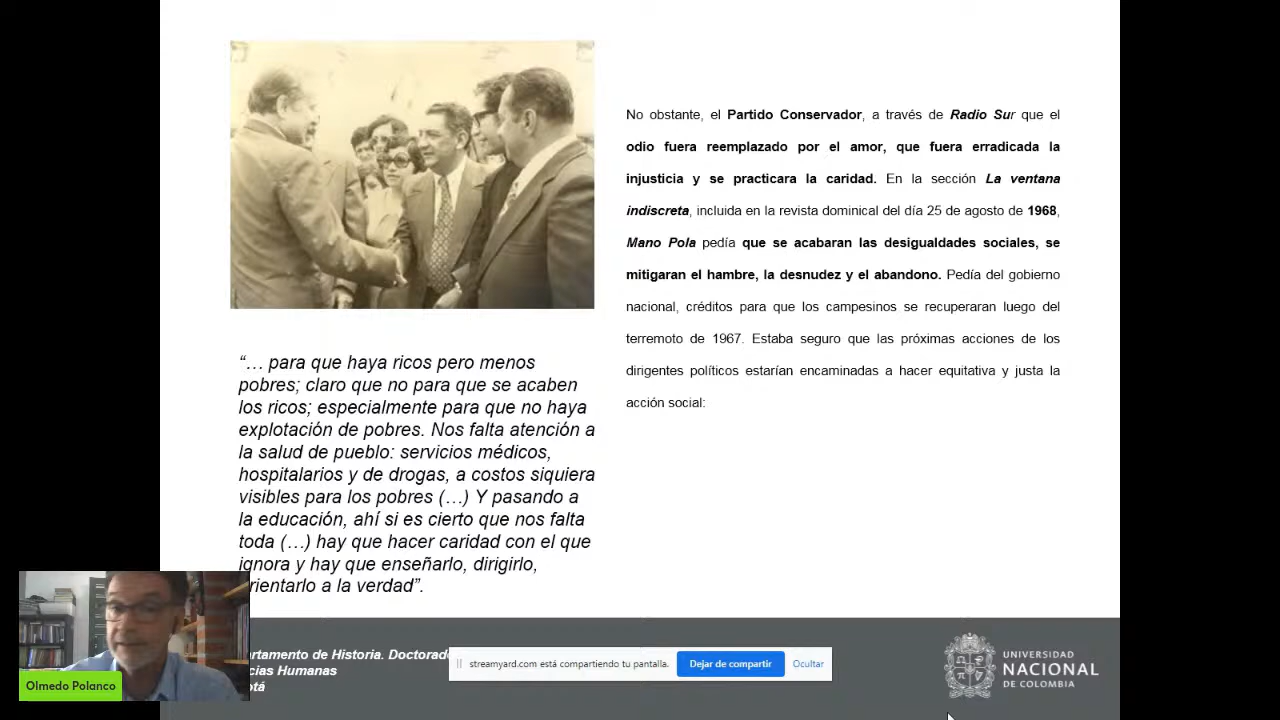 No obstante, el Partido Conservador, a través de Radio Sur que el
odio fuera reemplazado por el amor, que fuera erradicada la
injusticia y se practicara la caridad. En la sección La ventana
indiscreta, incluida en la revista dominical del día 25 de agosto de 1968,
Mano Pola pedía que se acabaran las desigualdades sociales, se
mitigaran el hambre, la desnudez y el abandono. Pedía del gobierno
nacional, créditos para que los campesinos se recuperaran luego del
terremoto de 1967. Estaba seguro que las próximas acciones de los
dirigentes políticos estarían encaminadas a hacer equitativa y justa la
acción social:
“… para que haya ricos pero menos
pobres; claro que no para que se acaben
los ricos; especialmente para que no haya
explotación de pobres. Nos falta atención a
la salud de pueblo: servicios médicos,
hospitalarios y de drogas, a costos siquiera
visibles para los pobres (…) Y pasando a
la educación, ahí si es cierto que nos falta
toda (…) hay que hacer caridad con el que
ignora y hay que enseñarlo, dirigirlo,
rientarlo a la verdad”.
artamento de Historia. Doctorado
cias Humanas
otá
Olmedo Polanco
streamyard.com está compartiendo tu pantalla.
Dejar de compartir
Ocultar
UNIVERSIDAD
NACIONAL
DE COLOMBIA